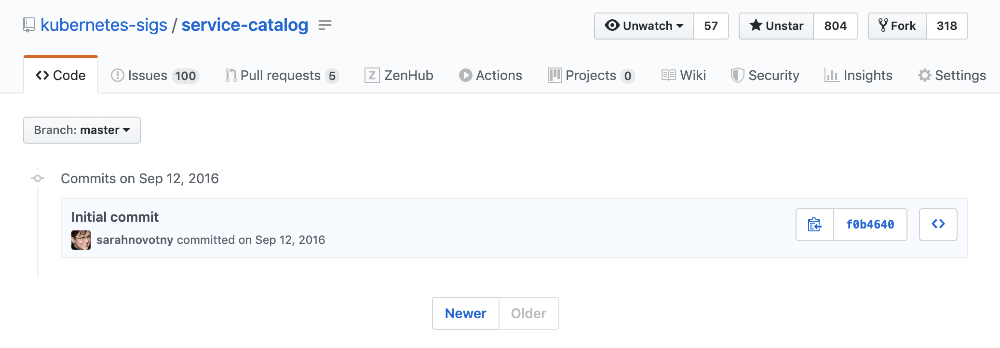 kubernetes-sigs / service-catalog Unwatch 57 Unstar 804 Fork 318
Code Issues 100 Pull requests 5 Z ZenHub Actions Projects 0 Wiki Security Insights Settings
Branch: master
Commits on Sep 12, 2016
Initial commit
sarahnovotny committed on Sep 12, 2016
f0b4640
Newer Older